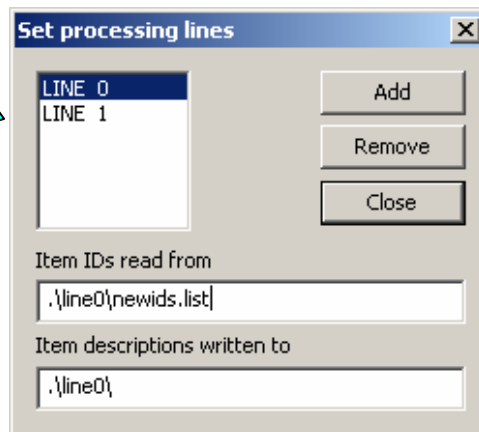 Set processing lines
LINE 0
LINE 1
Add
Remove
Close
Item IDs read from
.\line0\newids.list
Item descriptions written to
.\line0\